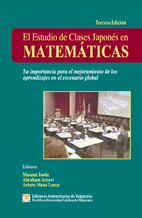 Tercera Edición
El Estudio de Clases Japonés en
MATEMÁTICAS
Su importancia para el mejoramiento de los
aprendizajes en el escenario global
Editores
Masami Isoda
Abraham Arcavi
Arturo Mena Lorca
Ediciones Universitarias de Valparaíso
Pontificia Universidad Católica de Valparaíso